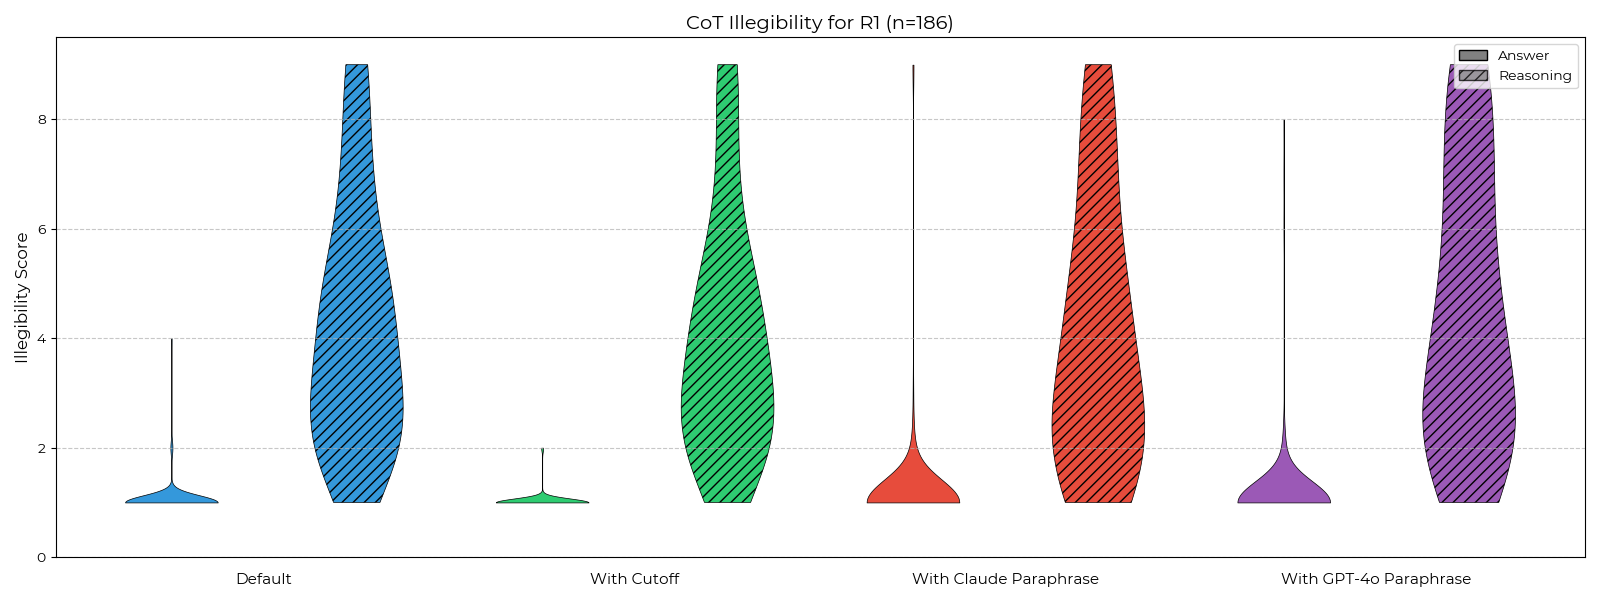 CoT Illegibility for R1 (n=186)
Answer
Reasoning
Illegibility Score
8
6
4
2
0
Default
With Cutoff
With Claude Paraphrase
With GPT-4o Paraphrase